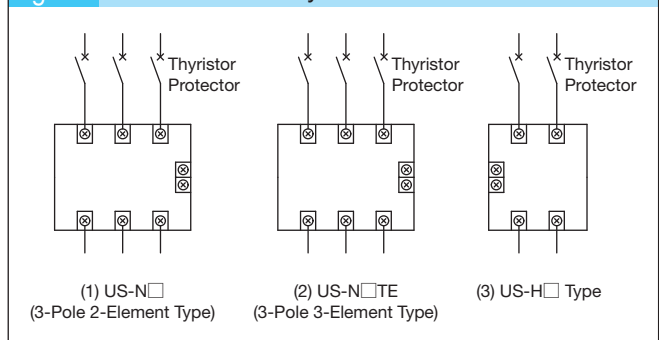 Thyristor
Protector
Thyristor
Protector
Thyristor
Protector
(1) US-N□
(3-Pole 2-Element Type)
(2) US-N□TE
(3-Pole 3-Element Type)
(3) US-H□ Type